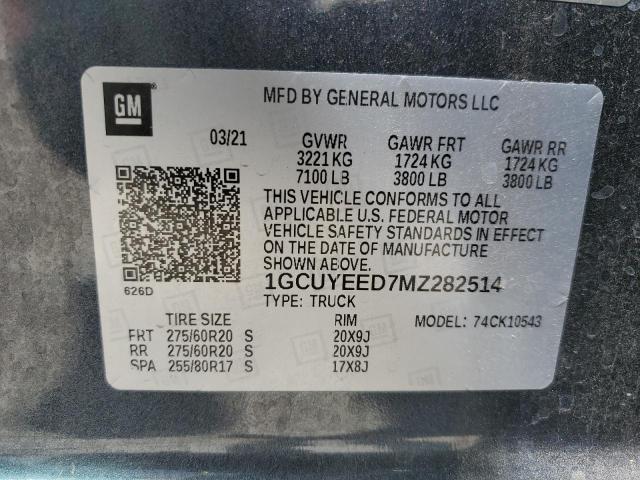 GM
MFD BY GENERAL MOTORS LLC
03/21 GVWR GAWR FRT GAWR RR
3221 KG 1724 KG 1724 KG
7100 LB 3800 LB 3800 LB
THIS VEHICLE CONFORMS TO ALL
APPLICABLE U.S. FEDERAL MOTOR
VEHICLE SAFETY STANDARDS IN EFFECT
ON THE DATE OF MANUFACTURE
SHOWN ABOVE.
626D
1GCUYEED7MZ282514
TYPE: TRUCK MODEL: 74CK10543
TIRE SIZE RIM
FRT 275/60R20 S 20X9J
RR 275/60R20 S 20X9J
SPA 255/80R17 S 17X8J